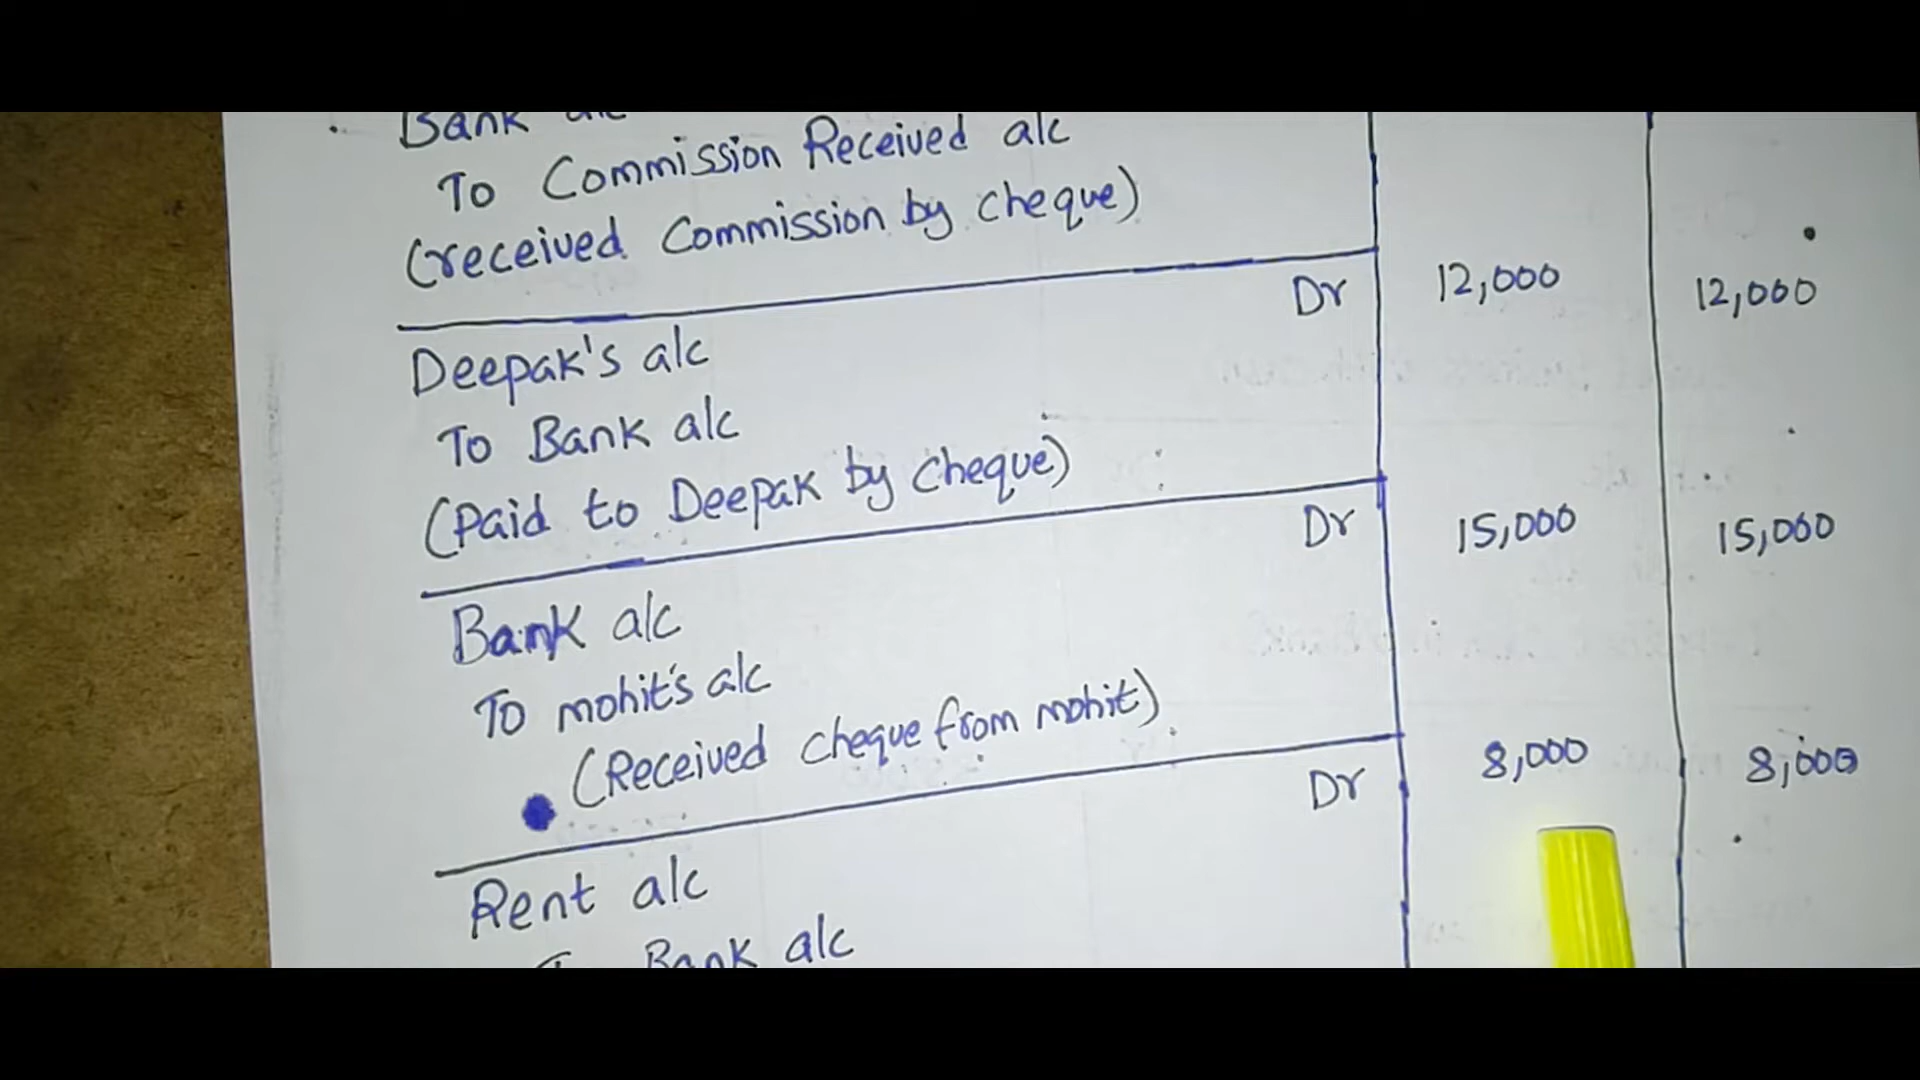 Bank a/c
To Commission Received a/c
(received Commission by cheque)
Deepak's a/c Dr 12,000 12,000
To Bank a/c
(Paid to Deepak by cheque)
Bank a/c Dr 15,000 15,000
To mohit's a/c
(Received cheque from mohit)
Rent a/c Dr 8,000 8,000
To Bank a/c